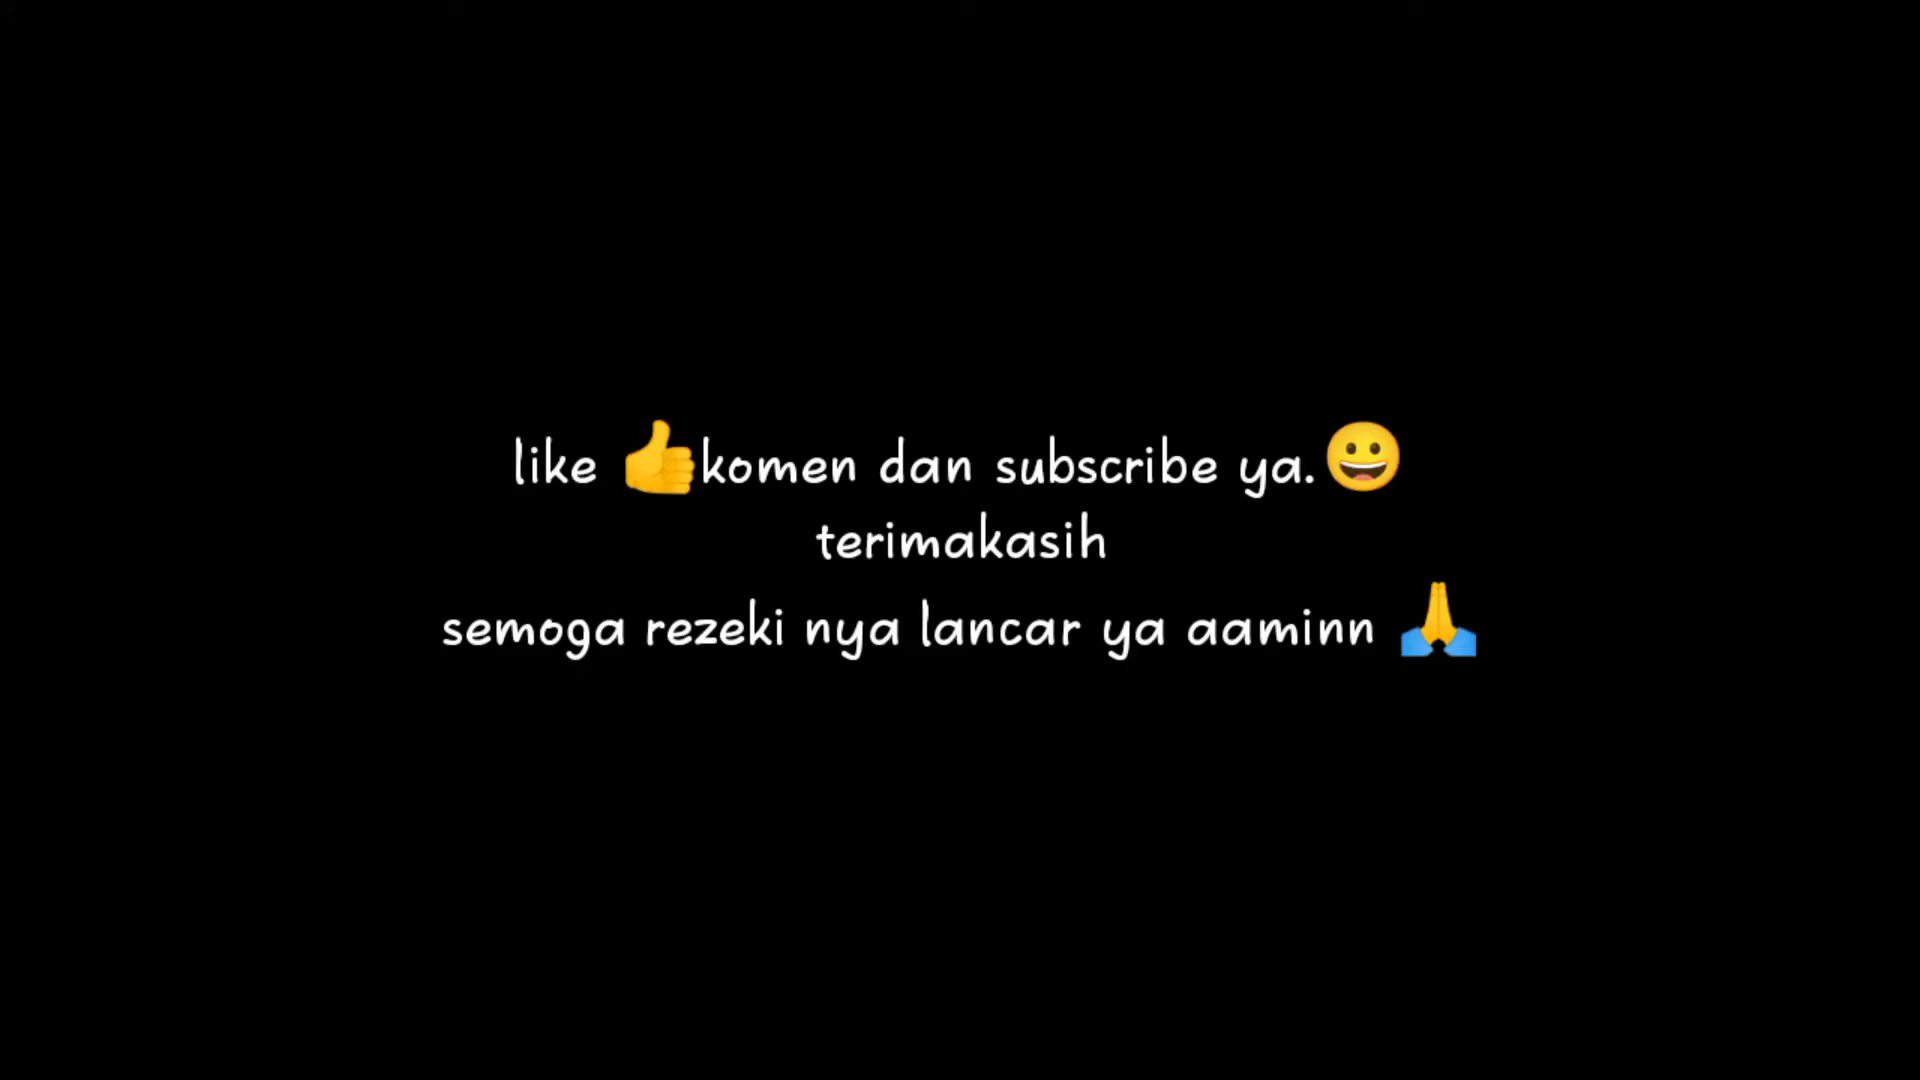 like 👍komen dan subscribe ya.😀
terimakasih
semoga rezeki nya lancar ya aaminn 🙏